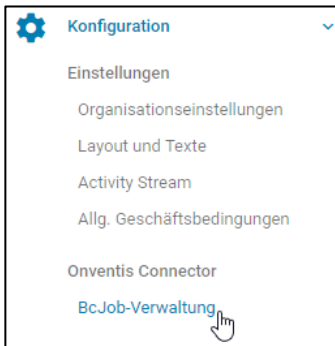 Konfiguration
Einstellungen
Organisationseinstellungen
Layout und Texte
Activity Stream
Allg. Geschäftsbedingungen
Onventis Connector
BcJob-Verwaltung